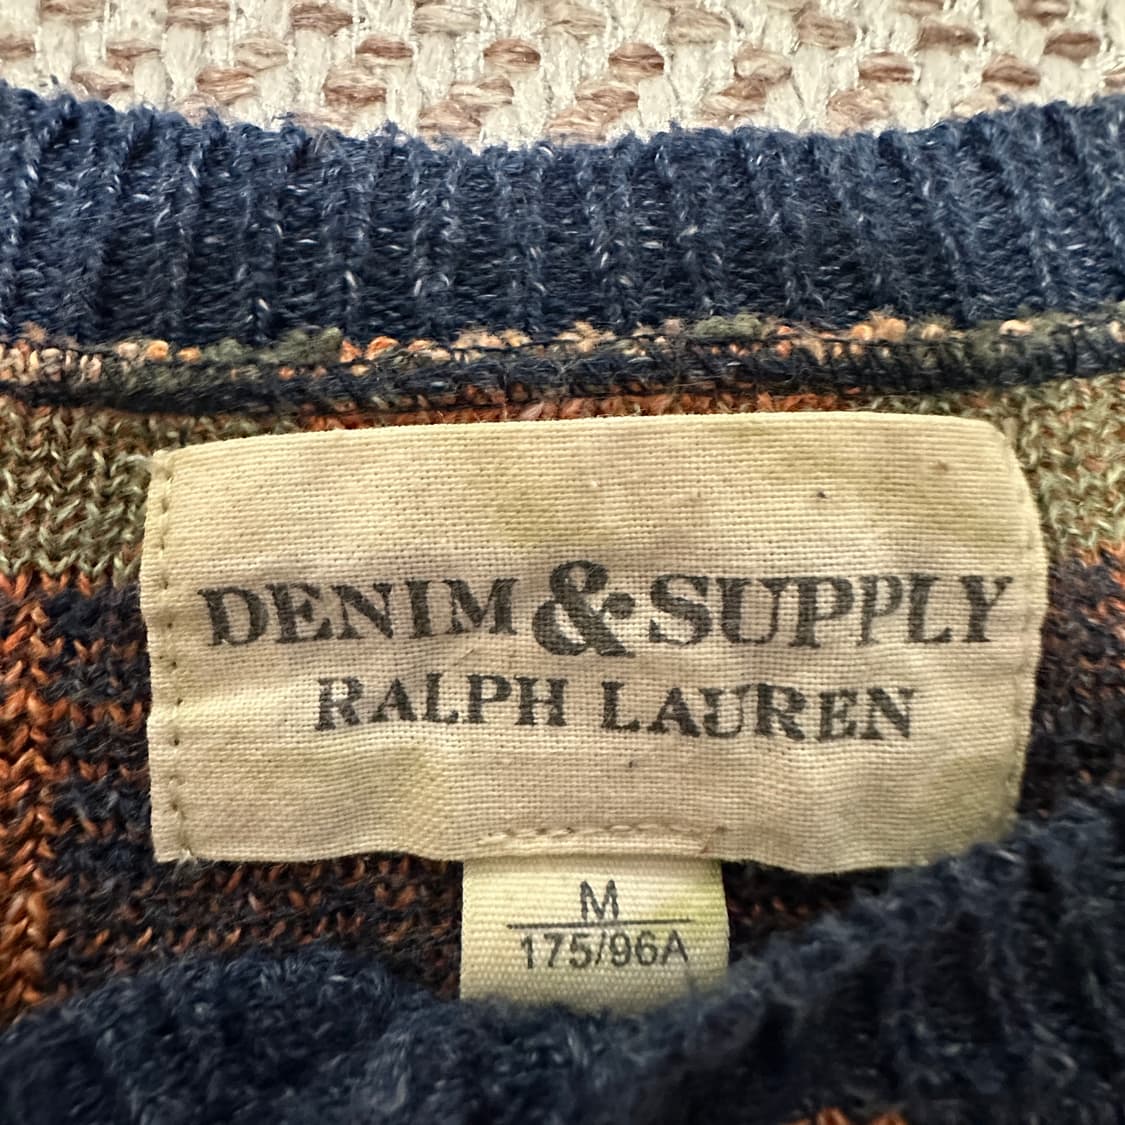 DENIM & SUPPLY
RALPH LAUREN
M
175/96A